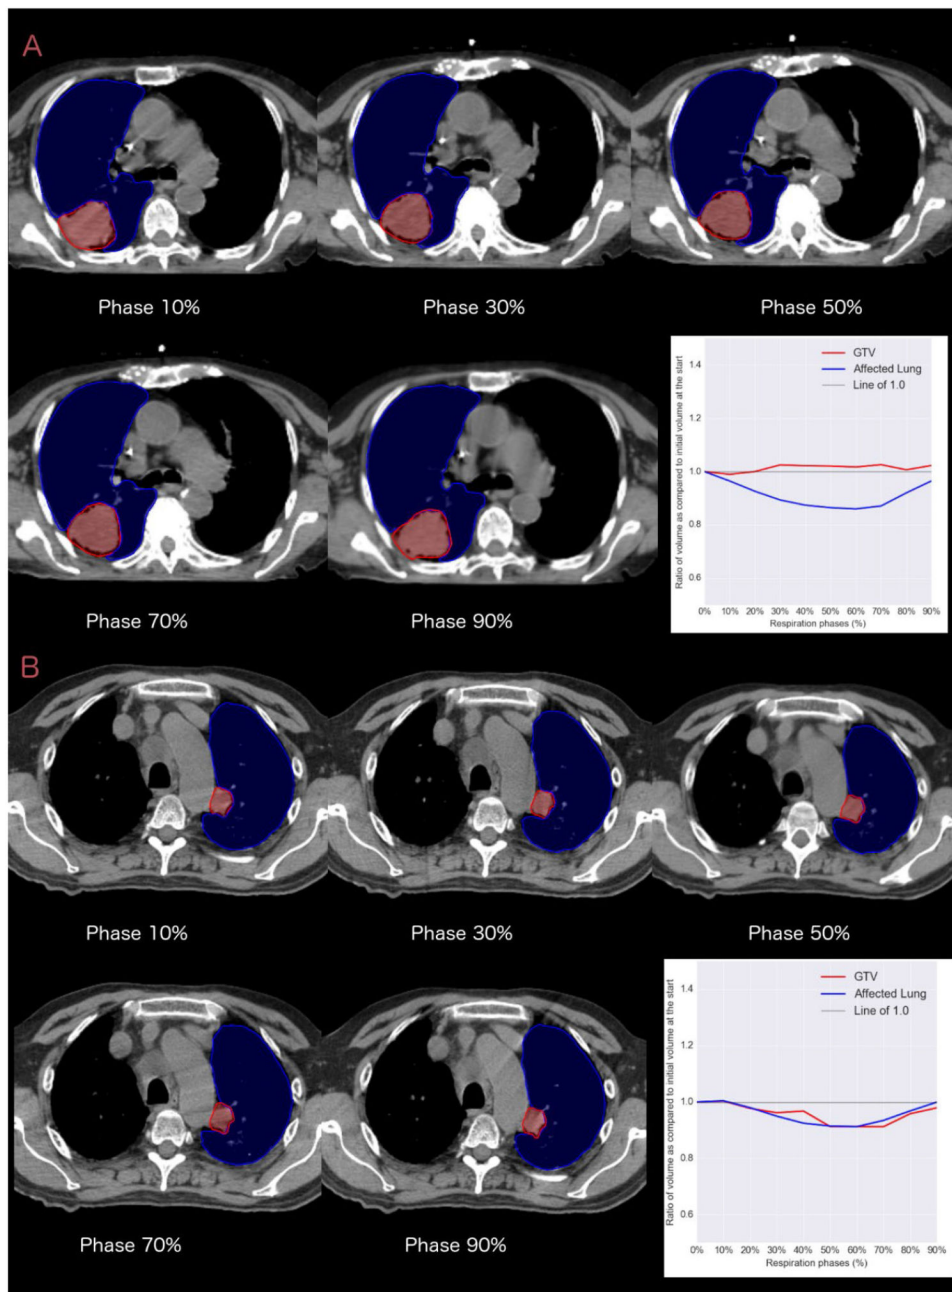 A
Phase 10%
Phase 30%
Phase 50%
Phase 70%
Phase 90%
Ratio of volume as compared to initial volume at the start
1.4
1.2
1.0
0.8
0.6
GTV
Affected Lung
Line of 1.0
0% 10% 20% 30% 40% 50% 60% 70% 80% 90%
Respiration phases (%)
B
Phase 10%
Phase 30%
Phase 50%
Phase 70%
Phase 90%
Ratio of volume as compared to initial volume at the start
1.4
1.2
1.0
0.8
0.6
GTV
Affected Lung
Line of 1.0
0% 10% 20% 30% 40% 50% 60% 70% 80% 90%
Respiration phases (%)